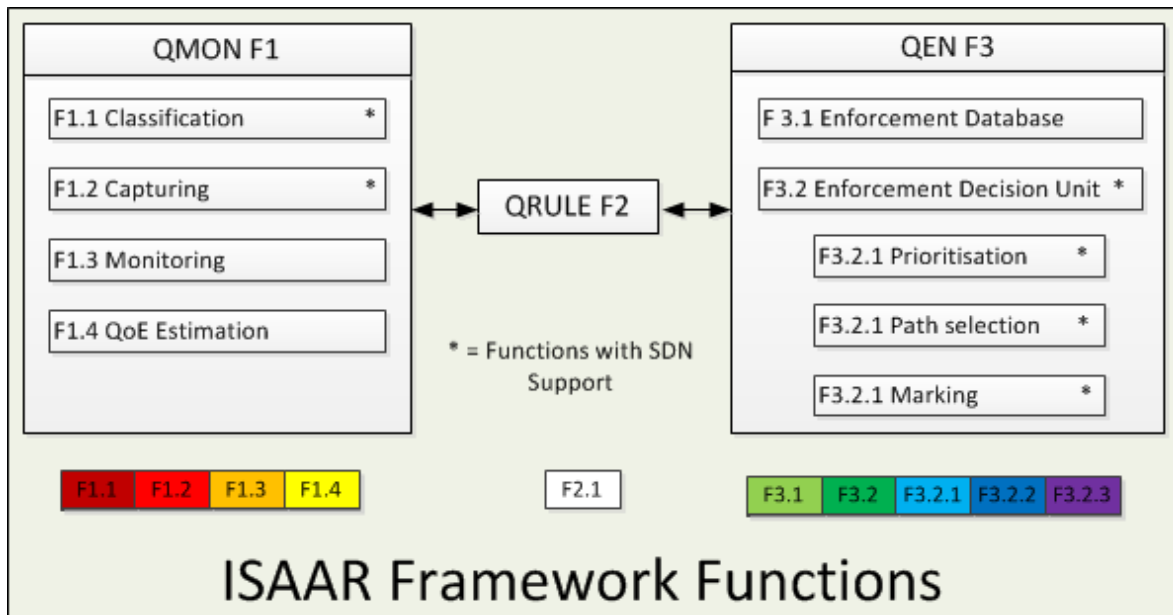 QMON F1
F1.1 Classification *
F1.2 Capturing *
F1.3 Monitoring
F1.4 QoE Estimation
QRULE F2
* = Functions with SDN
Support
QEN F3
F 3.1 Enforcement Database
F3.2 Enforcement Decision Unit *
F3.2.1 Prioritisation *
F3.2.1 Path selection *
F3.2.1 Marking *
F1.1 F1.2 F1.3 F1.4
F2.1
F3.1 F3.2 F3.2.1 F3.2.2 F3.2.3
ISAAR Framework Functions